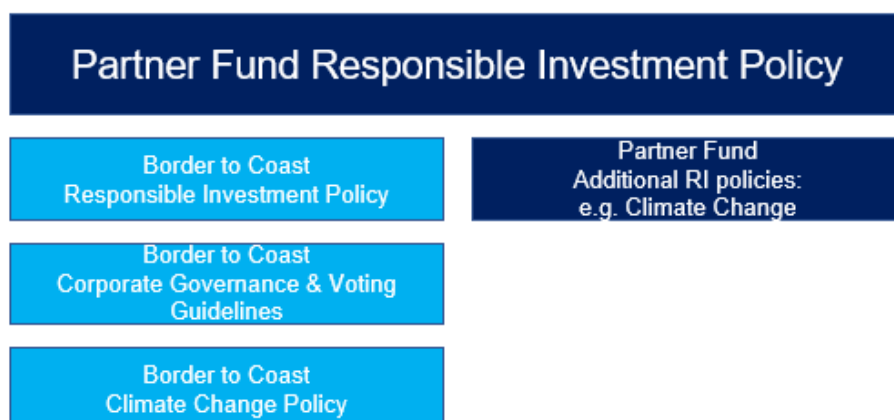 Partner Fund Responsible Investment Policy
Border to Coast
Responsible Investment Policy
Partner Fund
Additional RI policies:
e.g. Climate Change
Border to Coast
Corporate Governance & Voting
Guidelines
Border to Coast
Climate Change Policy